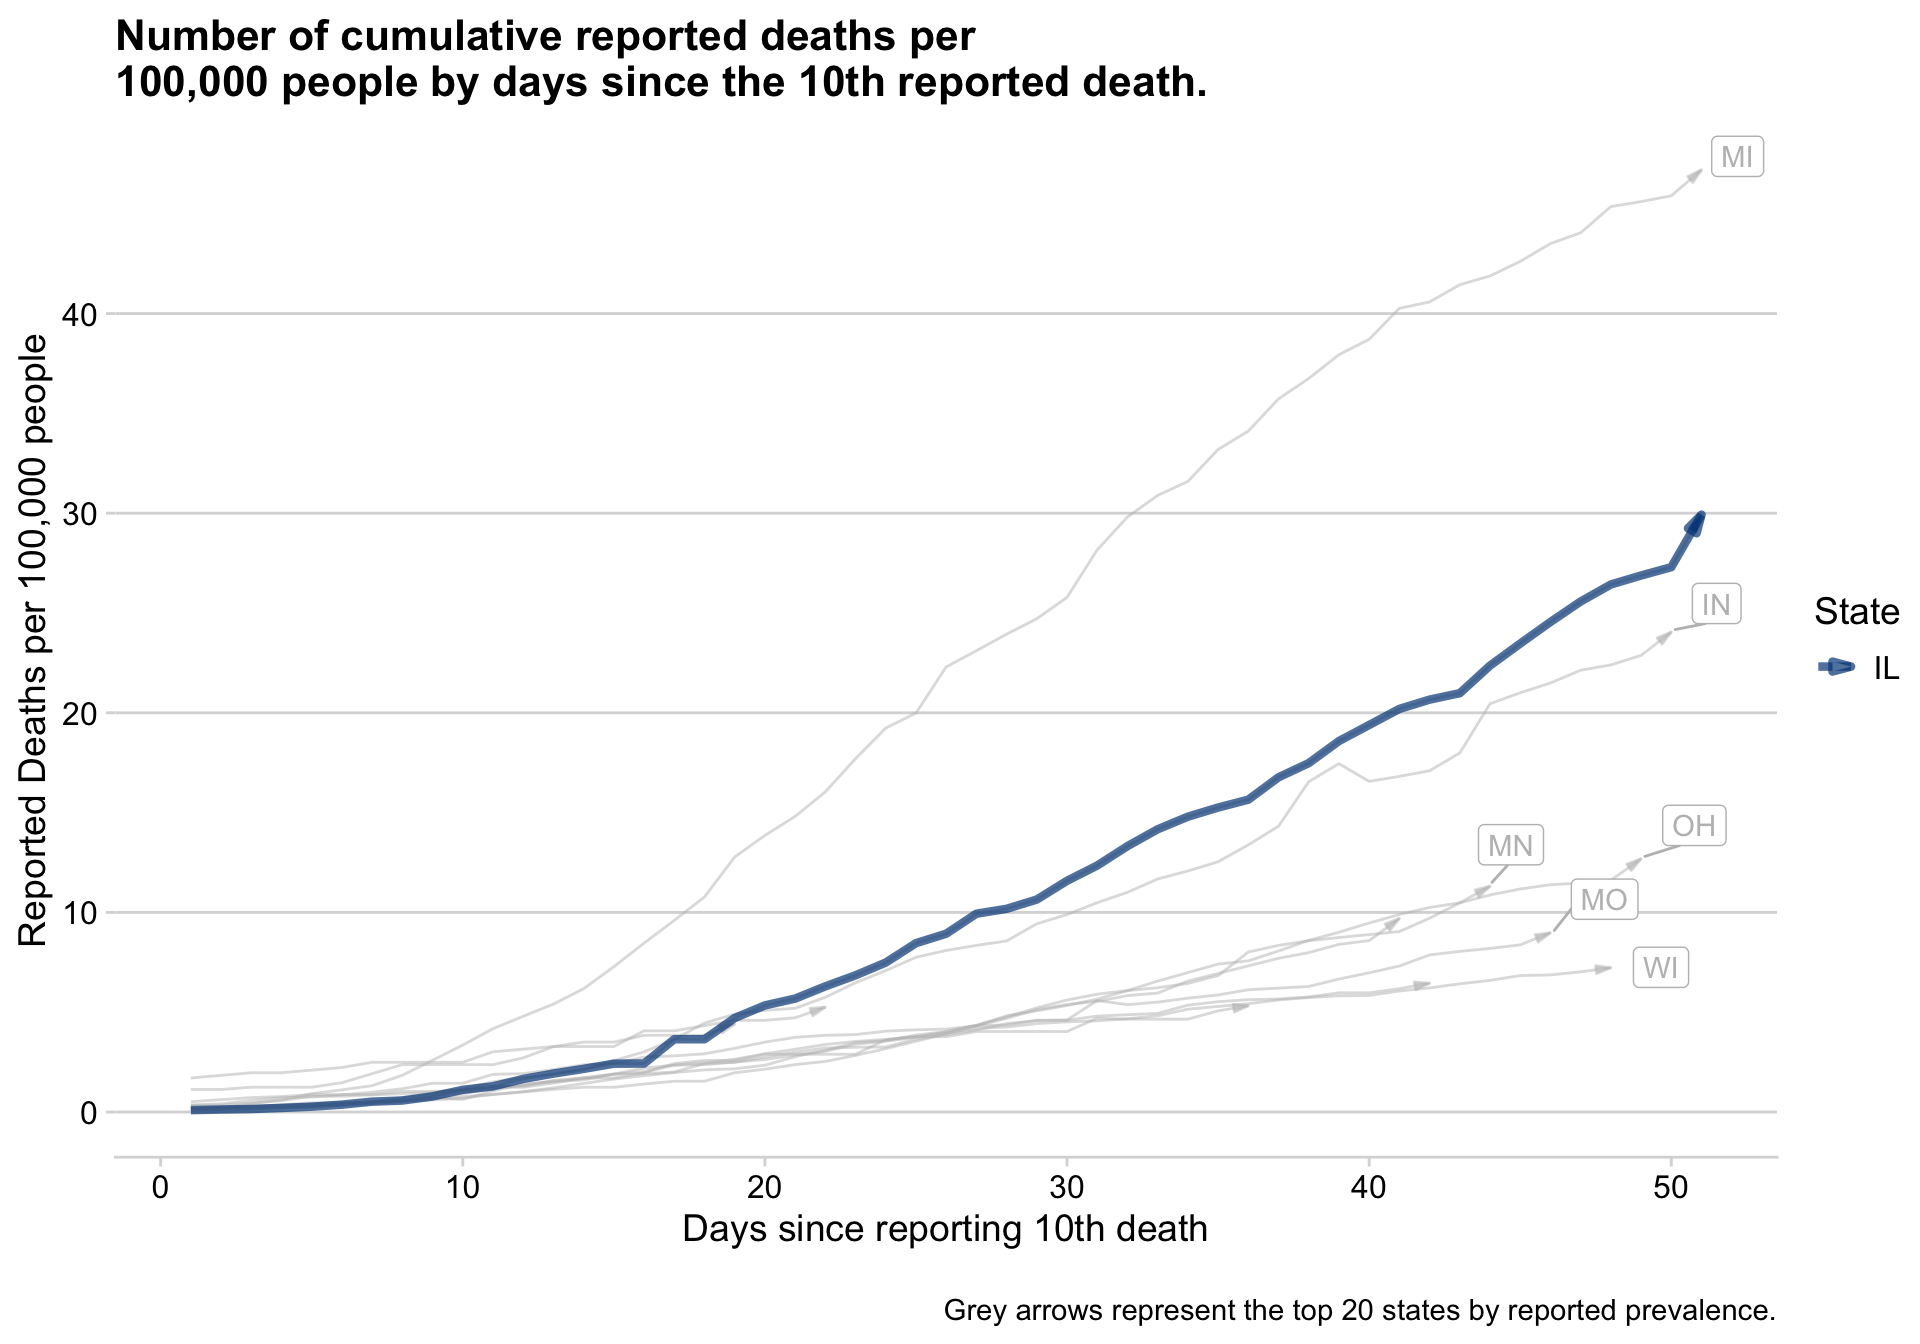 Number of cumulative reported deaths per
100,000 people by days since the 10th reported death.
Reported Deaths per 100,000 people
40
30
20
10
0
MI
IN
OH
MN
MO
WI
State
IL
0 10 20 30 40 50
Days since reporting 10th death
Grey arrows represent the top 20 states by reported prevalence.